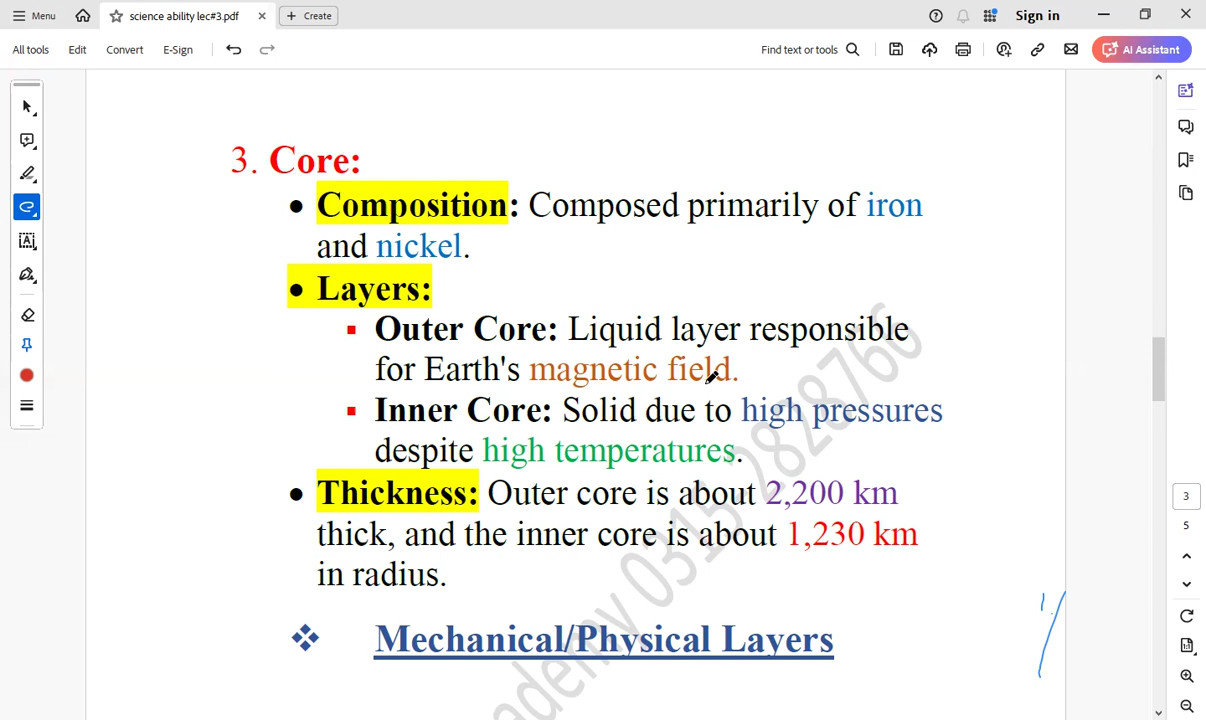 Menu science ability lec#3.pdf Create Sign in
All tools Edit Convert E-Sign Find text or tools AI Assistant
3. Core:
• Composition: Composed primarily of iron
and nickel.
• Layers:
▪ Outer Core: Liquid layer responsible
for Earth's magnetic field.
▪ Inner Core: Solid due to high pressures
despite high temperatures.
• Thickness: Outer core is about 2,200 km
thick, and the inner core is about 1,230 km
in radius.
❖ Mechanical/Physical Layers
ademy 0315-2828766
3
5